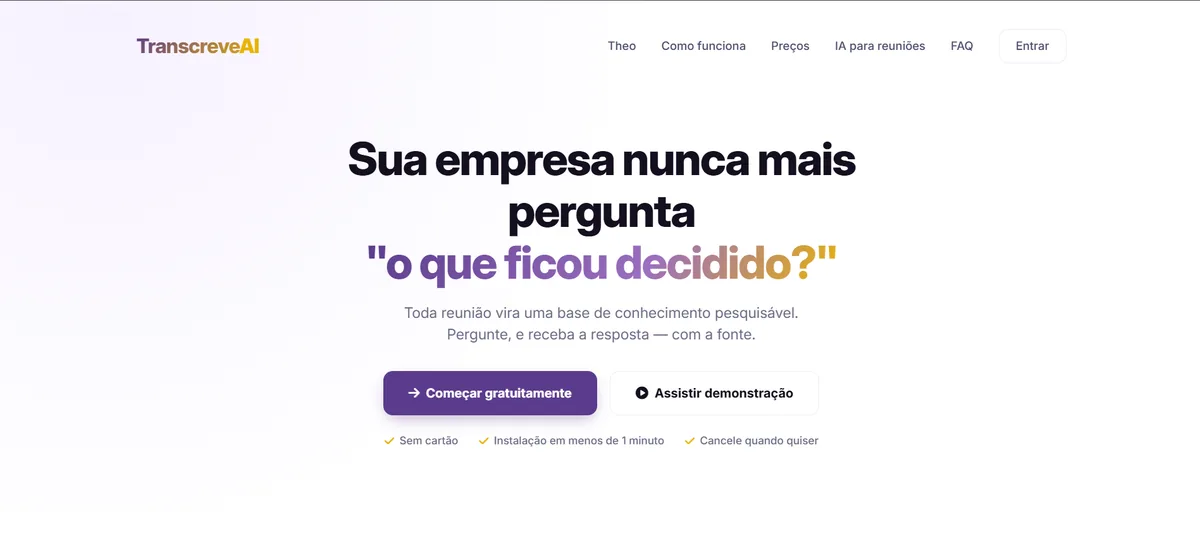 TranscreveAI
Theo
Como funciona
Preços
IA para reuniões
FAQ
Entrar
Sua empresa nunca mais
pergunta
"o que ficou decidido?"
Toda reunião vira uma base de conhecimento pesquisável.
Pergunte, e receba a resposta — com a fonte.
Começar gratuitamente
Assistir demonstração
Sem cartão
Instalação em menos de 1 minuto
Cancele quando quiser